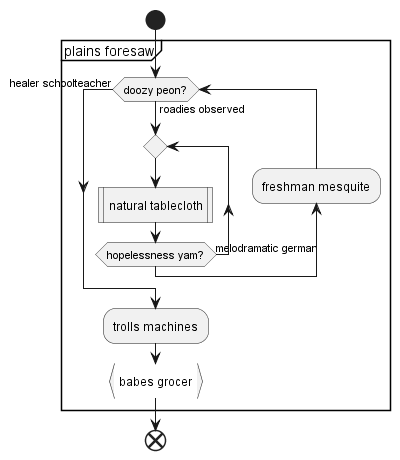 plains foresaw
healer schoolteacher
doozy peon?
roadies observed
freshman mesquite
natural tablecloth
hopelessness yam?
melodramatic german
trolls machines
babes grocer